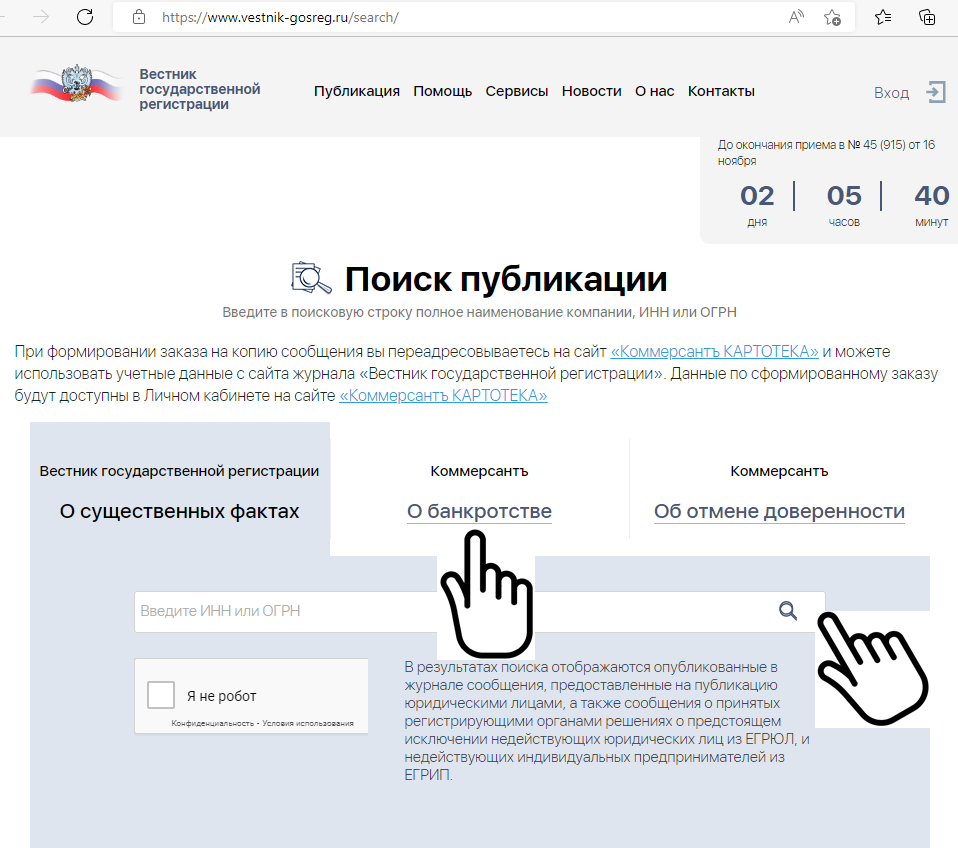 https://www.vestnik-gosreg.ru/search/
Вестник
государственной
регистрации
Публикация Помощь Сервисы Новости О нас Контакты
Вход
До окончания приема в № 45 (915) от 16
ноября
02 05 40
дня часов минут
Поиск публикации
Введите в поисковую строку полное наименование компании, ИНН или ОГРН
При формировании заказа на копию сообщения вы переадресовываетесь на сайт «Коммерсантъ КАРТОТЕКА» и можете
использовать учетные данные с сайта журнала «Вестник государственной регистрации». Данные по сформированному заказу
будут доступны в Личном кабинете на сайте «Коммерсантъ КАРТОТЕКА»
Вестник государственной регистрации
О существенных фактах
Коммерсантъ
О банкротстве
Коммерсантъ
Об отмене доверенности
Введите ИНН или ОГРН
Я не робот
Конфиденциальность - Условия использования
В результатах поиска отображаются опубликованные в
журнале сообщения, предоставленные на публикацию
юридическими лицами, а также сообщения о принятых
регистрирующими органами решениях о предстоящем
исключении недействующих юридических лиц из ЕГРЮЛ, и
недействующих индивидуальных предпринимателей из
ЕГРИП.